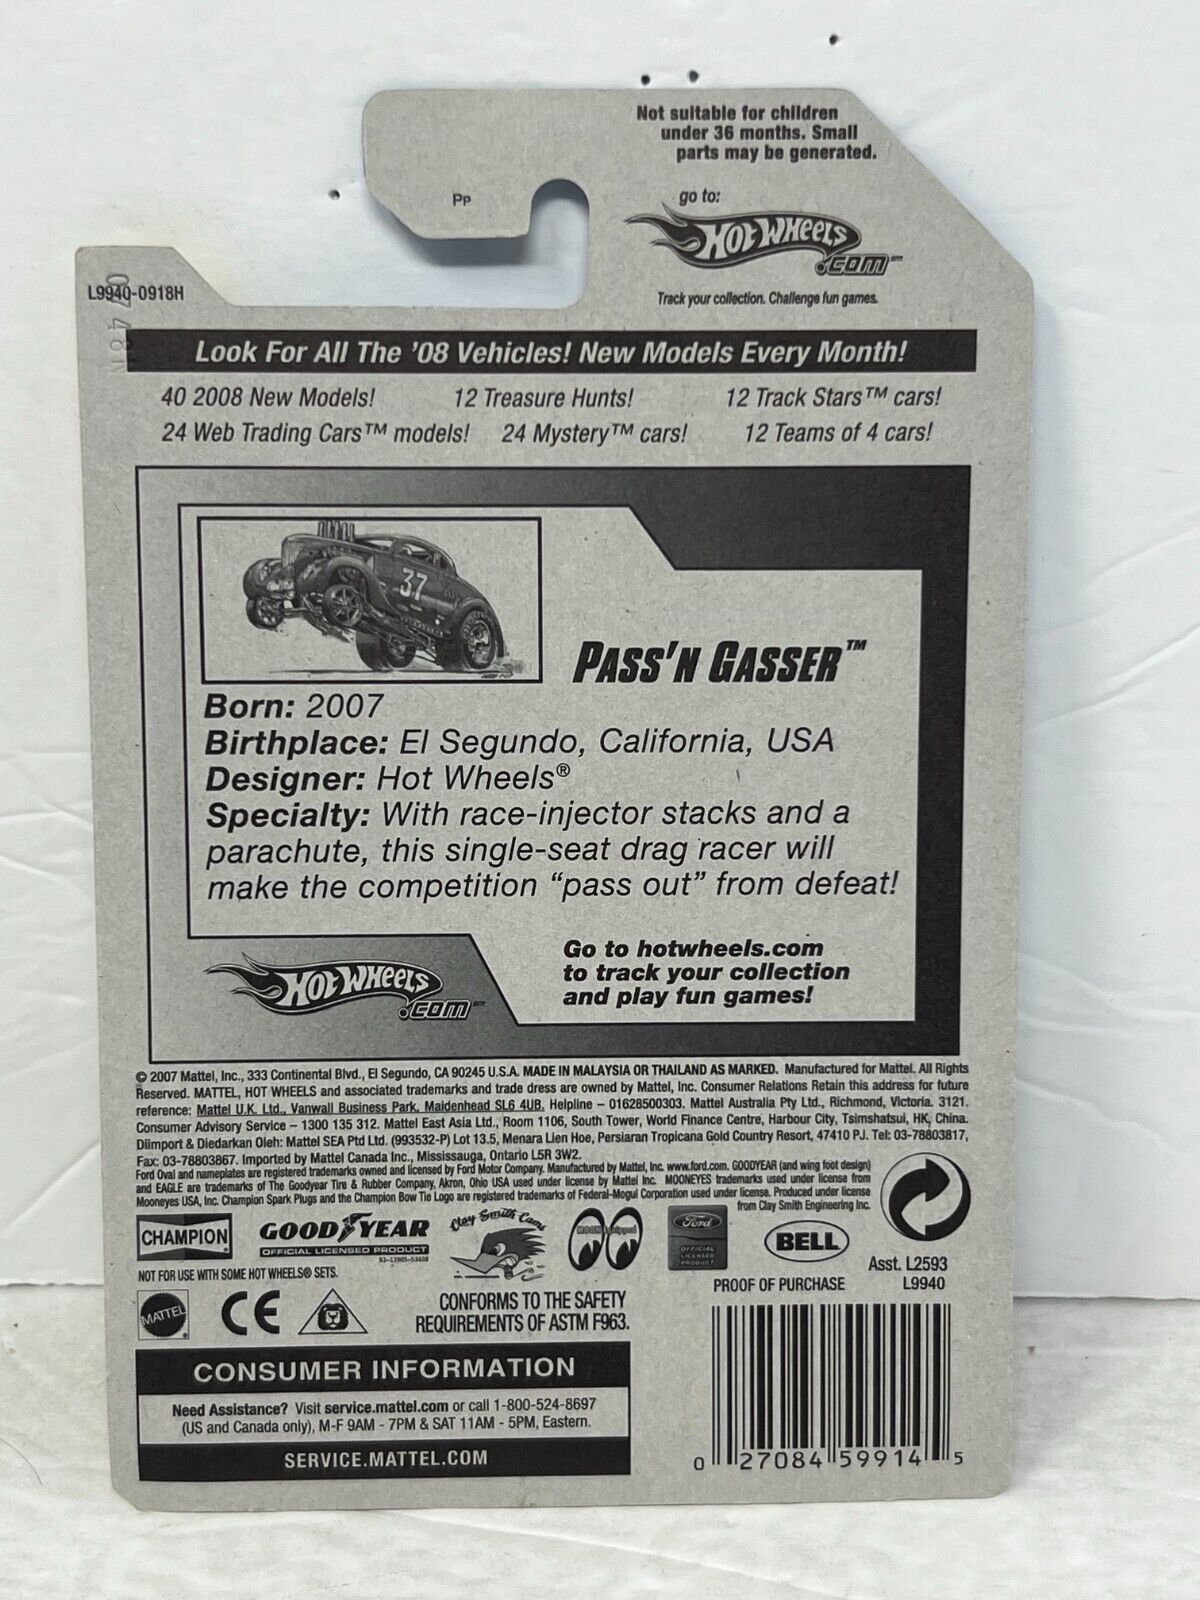 Not suitable for children
under 36 months. Small
parts may be generated.
PP
go to:
HOT WHEELS
.COM℠
Track your collection. Challenge fun games.
L9940-0918H
Look For All The '08 Vehicles! New Models Every Month!
40 2008 New Models! 12 Treasure Hunts! 12 Track Stars™ cars!
24 Web Trading Cars™ models! 24 Mystery™ cars! 12 Teams of 4 cars!
37
PASS'N GASSER™
Born: 2007
Birthplace: El Segundo, California, USA
Designer: Hot Wheels®
Specialty: With race-injector stacks and a
parachute, this single-seat drag racer will
make the competition “pass out” from defeat!
HOT WHEELS
.COM℠
Go to hotwheels.com
to track your collection
and play fun games!
© 2007 Mattel, Inc., 333 Continental Blvd., El Segundo, CA 90245 U.S.A. MADE IN MALAYSIA OR THAILAND AS MARKED. Manufactured for Mattel. All Rights
Reserved. MATTEL, HOT WHEELS and associated trademarks and trade dress are owned by Mattel, Inc. Consumer Relations Retain this address for future
reference: Mattel U.K. Ltd., Vanwall Business Park, Maidenhead SL6 4UB. Helpline – 01628500303. Mattel Australia Pty Ltd., Richmond, Victoria. 3121.
Consumer Advisory Service – 1300 135 312. Mattel East Asia Ltd., Room 1106, South Tower, World Finance Centre, Harbour City, Tsimshatsui, HK, China.
Diimport & Diedarkan Oleh: Mattel SEA Ptd Ltd. (993532-P) Lot 13.5, Menara Lien Hoe, Persiaran Tropicana Gold Country Resort, 47410 PJ. Tel: 03-78803817,
Fax: 03-78803867. Imported by Mattel Canada Inc., Mississauga, Ontario L5R 3W2.
Ford Oval and nameplates are registered trademarks owned and licensed by Ford Motor Company. Manufactured by Mattel, Inc. www.ford.com. GOODYEAR (and wing foot design)
and EAGLE are trademarks of The Goodyear Tire & Rubber Company, Akron, Ohio USA used under license by Mattel Inc. MOONEYES trademarks used under license from
Mooneyes USA, Inc. Champion Spark Plugs and the Champion Bow Tie Logo are registered trademarks of Federal-Mogul Corporation used under license. Produced under license
from Clay Smith Engineering Inc.
CHAMPION
GOODYEAR
OFFICIAL LICENSED PRODUCT
Clay Smith Cams
MOON Equipped
Ford
OFFICIAL
LICENSED
PRODUCT
BELL
Asst. L2593
L9940
NOT FOR USE WITH SOME HOT WHEELS® SETS.
PROOF OF PURCHASE
MATTEL
CE
CONFORMS TO THE SAFETY
REQUIREMENTS OF ASTM F963.
CONSUMER INFORMATION
Need Assistance? Visit service.mattel.com or call 1-800-524-8697
(US and Canada only), M-F 9AM - 7PM & SAT 11AM - 5PM, Eastern.
SERVICE.MATTEL.COM
0 27084 59914 5